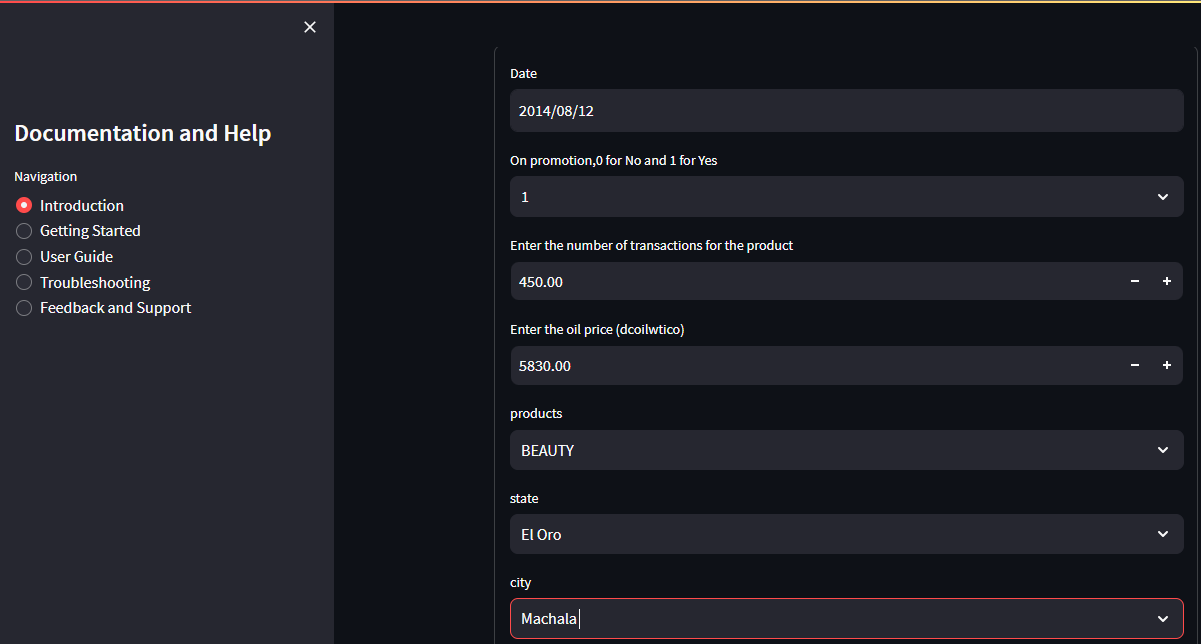 Documentation and Help
Navigation
Introduction
Getting Started
User Guide
Troubleshooting
Feedback and Support
Date
2014/08/12
On promotion,0 for No and 1 for Yes
1
Enter the number of transactions for the product
450.00
Enter the oil price (dcoilwtico)
5830.00
products
BEAUTY
state
El Oro
city
Machala